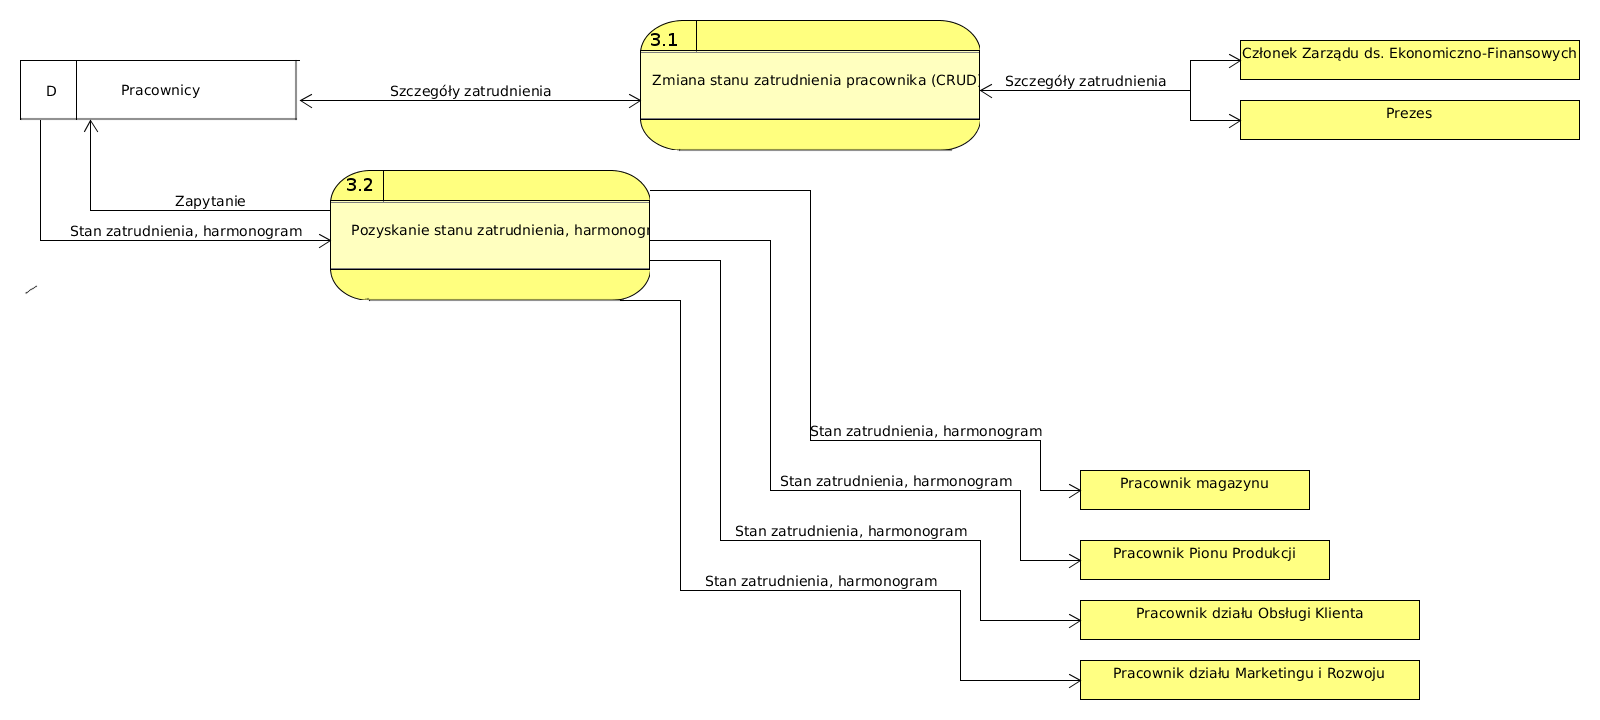 3.1
Członek Zarządu ds. Ekonomiczno-Finansowych
Zmiana stanu zatrudnienia pracownika (CRUD)
Szczegóły zatrudnienia
D
Pracownicy
Szczegóły zatrudnienia
Prezes
3.2
Zapytanie
Stan zatrudnienia, harmonogram
Pozyskanie stanu zatrudnienia, harmonogr
Stan zatrudnienia, harmonogram
Stan zatrudnienia, harmonogram
Pracownik magazynu
Stan zatrudnienia, harmonogram
Pracownik Pionu Produkcji
Stan zatrudnienia, harmonogram
Pracownik działu Obsługi Klienta
Pracownik działu Marketingu i Rozwoju